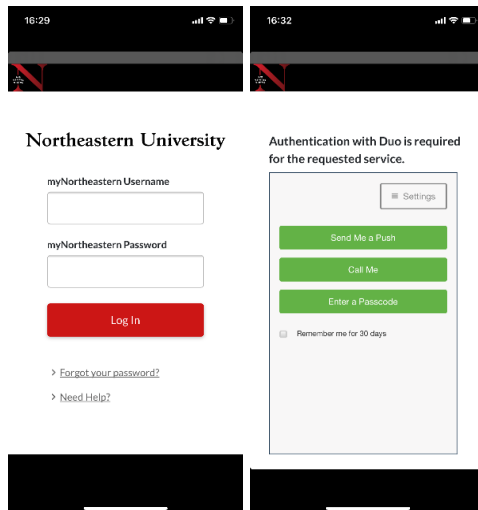 16:29
Northeastern University
myNortheastern Username
myNortheastern Password
Log In
> Forgot your password?
> Need Help?
16:32
Authentication with Duo is required
for the requested service.
Settings
Send Me a Push
Call Me
Enter a Passcode
Remember me for 30 days